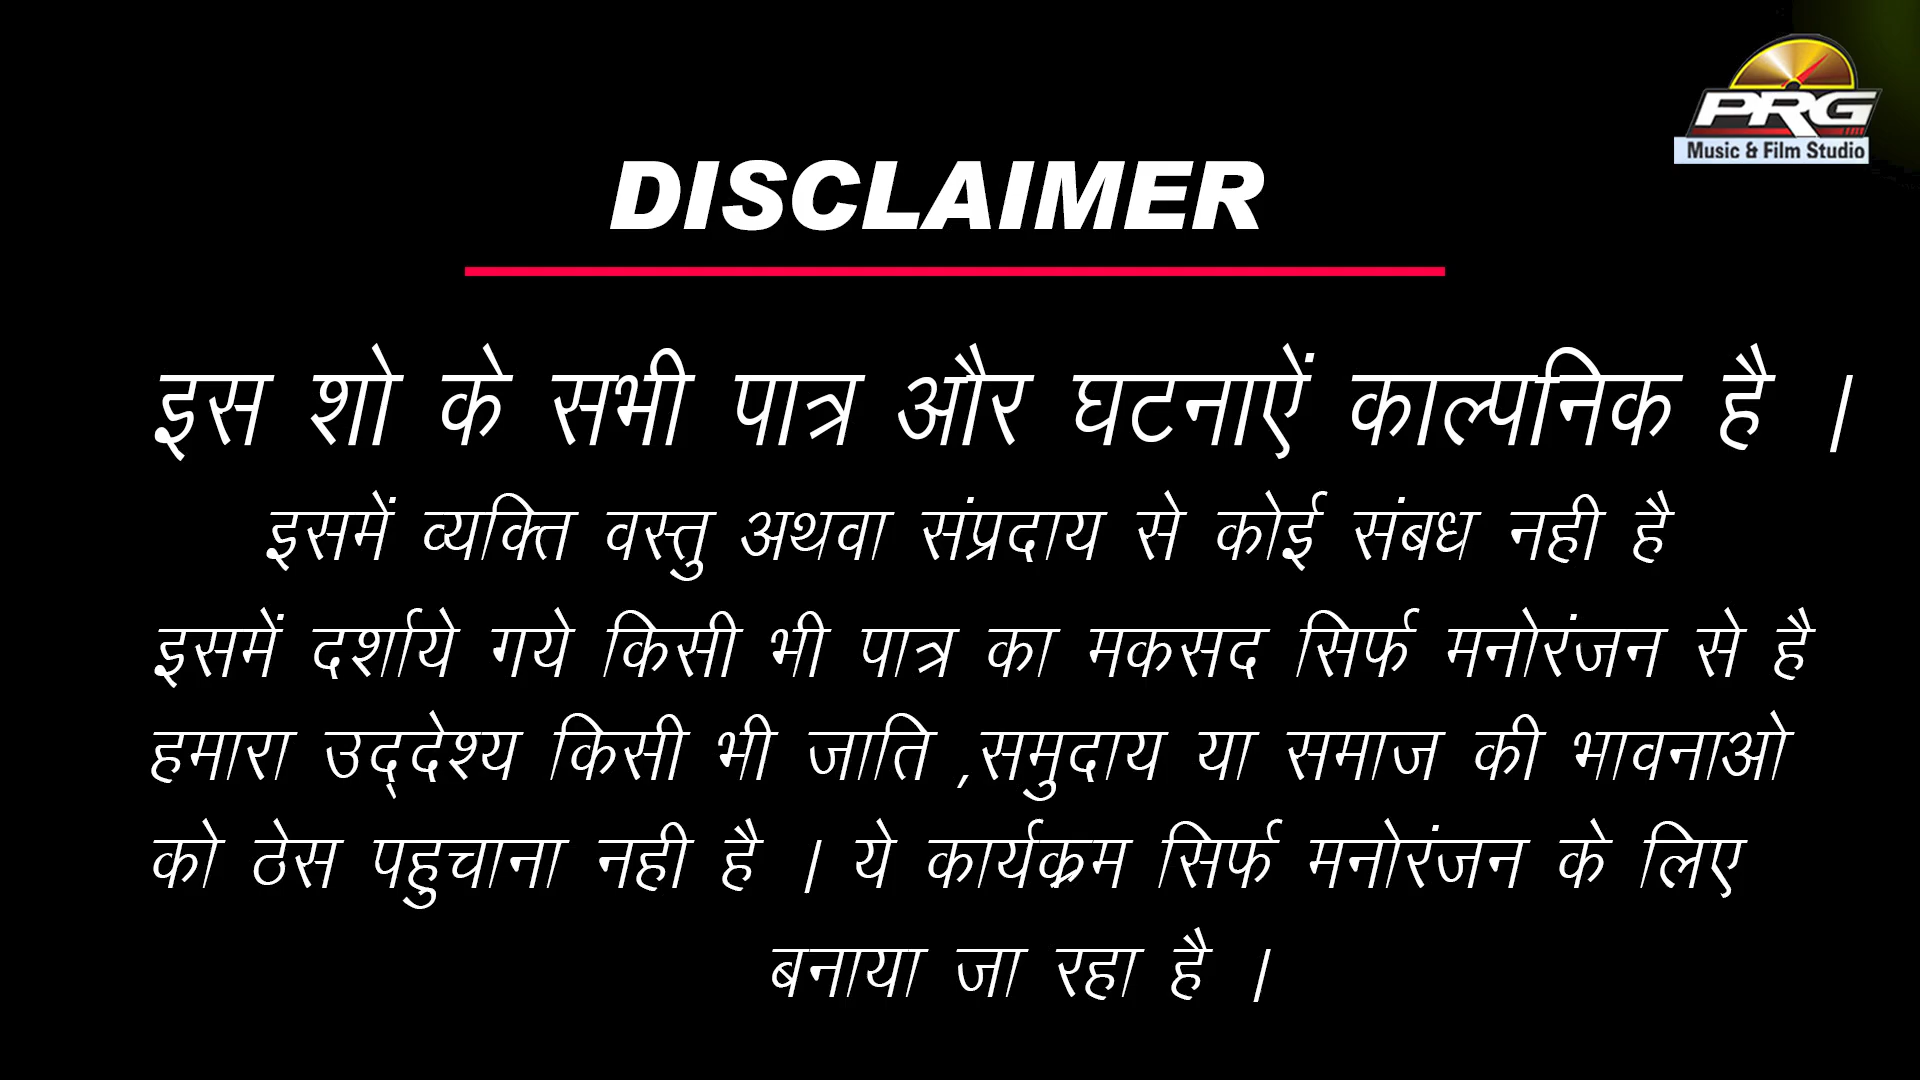 PRG
Music & Film Studio
DISCLAIMER
इस शो के सभी पात्र और घटनाऐं काल्पनिक है ।
इसमें व्यक्ति वस्तु अथवा संप्रदाय से कोई संबध नही है
इसमें दर्शाये गये किसी भी पात्र का मकसद सिर्फ मनोरंजन से है
हमारा उद्देश्य किसी भी जाति ,समुदाय या समाज की भावनाओ
को ठेस पहुचाना नही है । ये कार्यक्रम सिर्फ मनोरंजन के लिए
बनाया जा रहा है ।